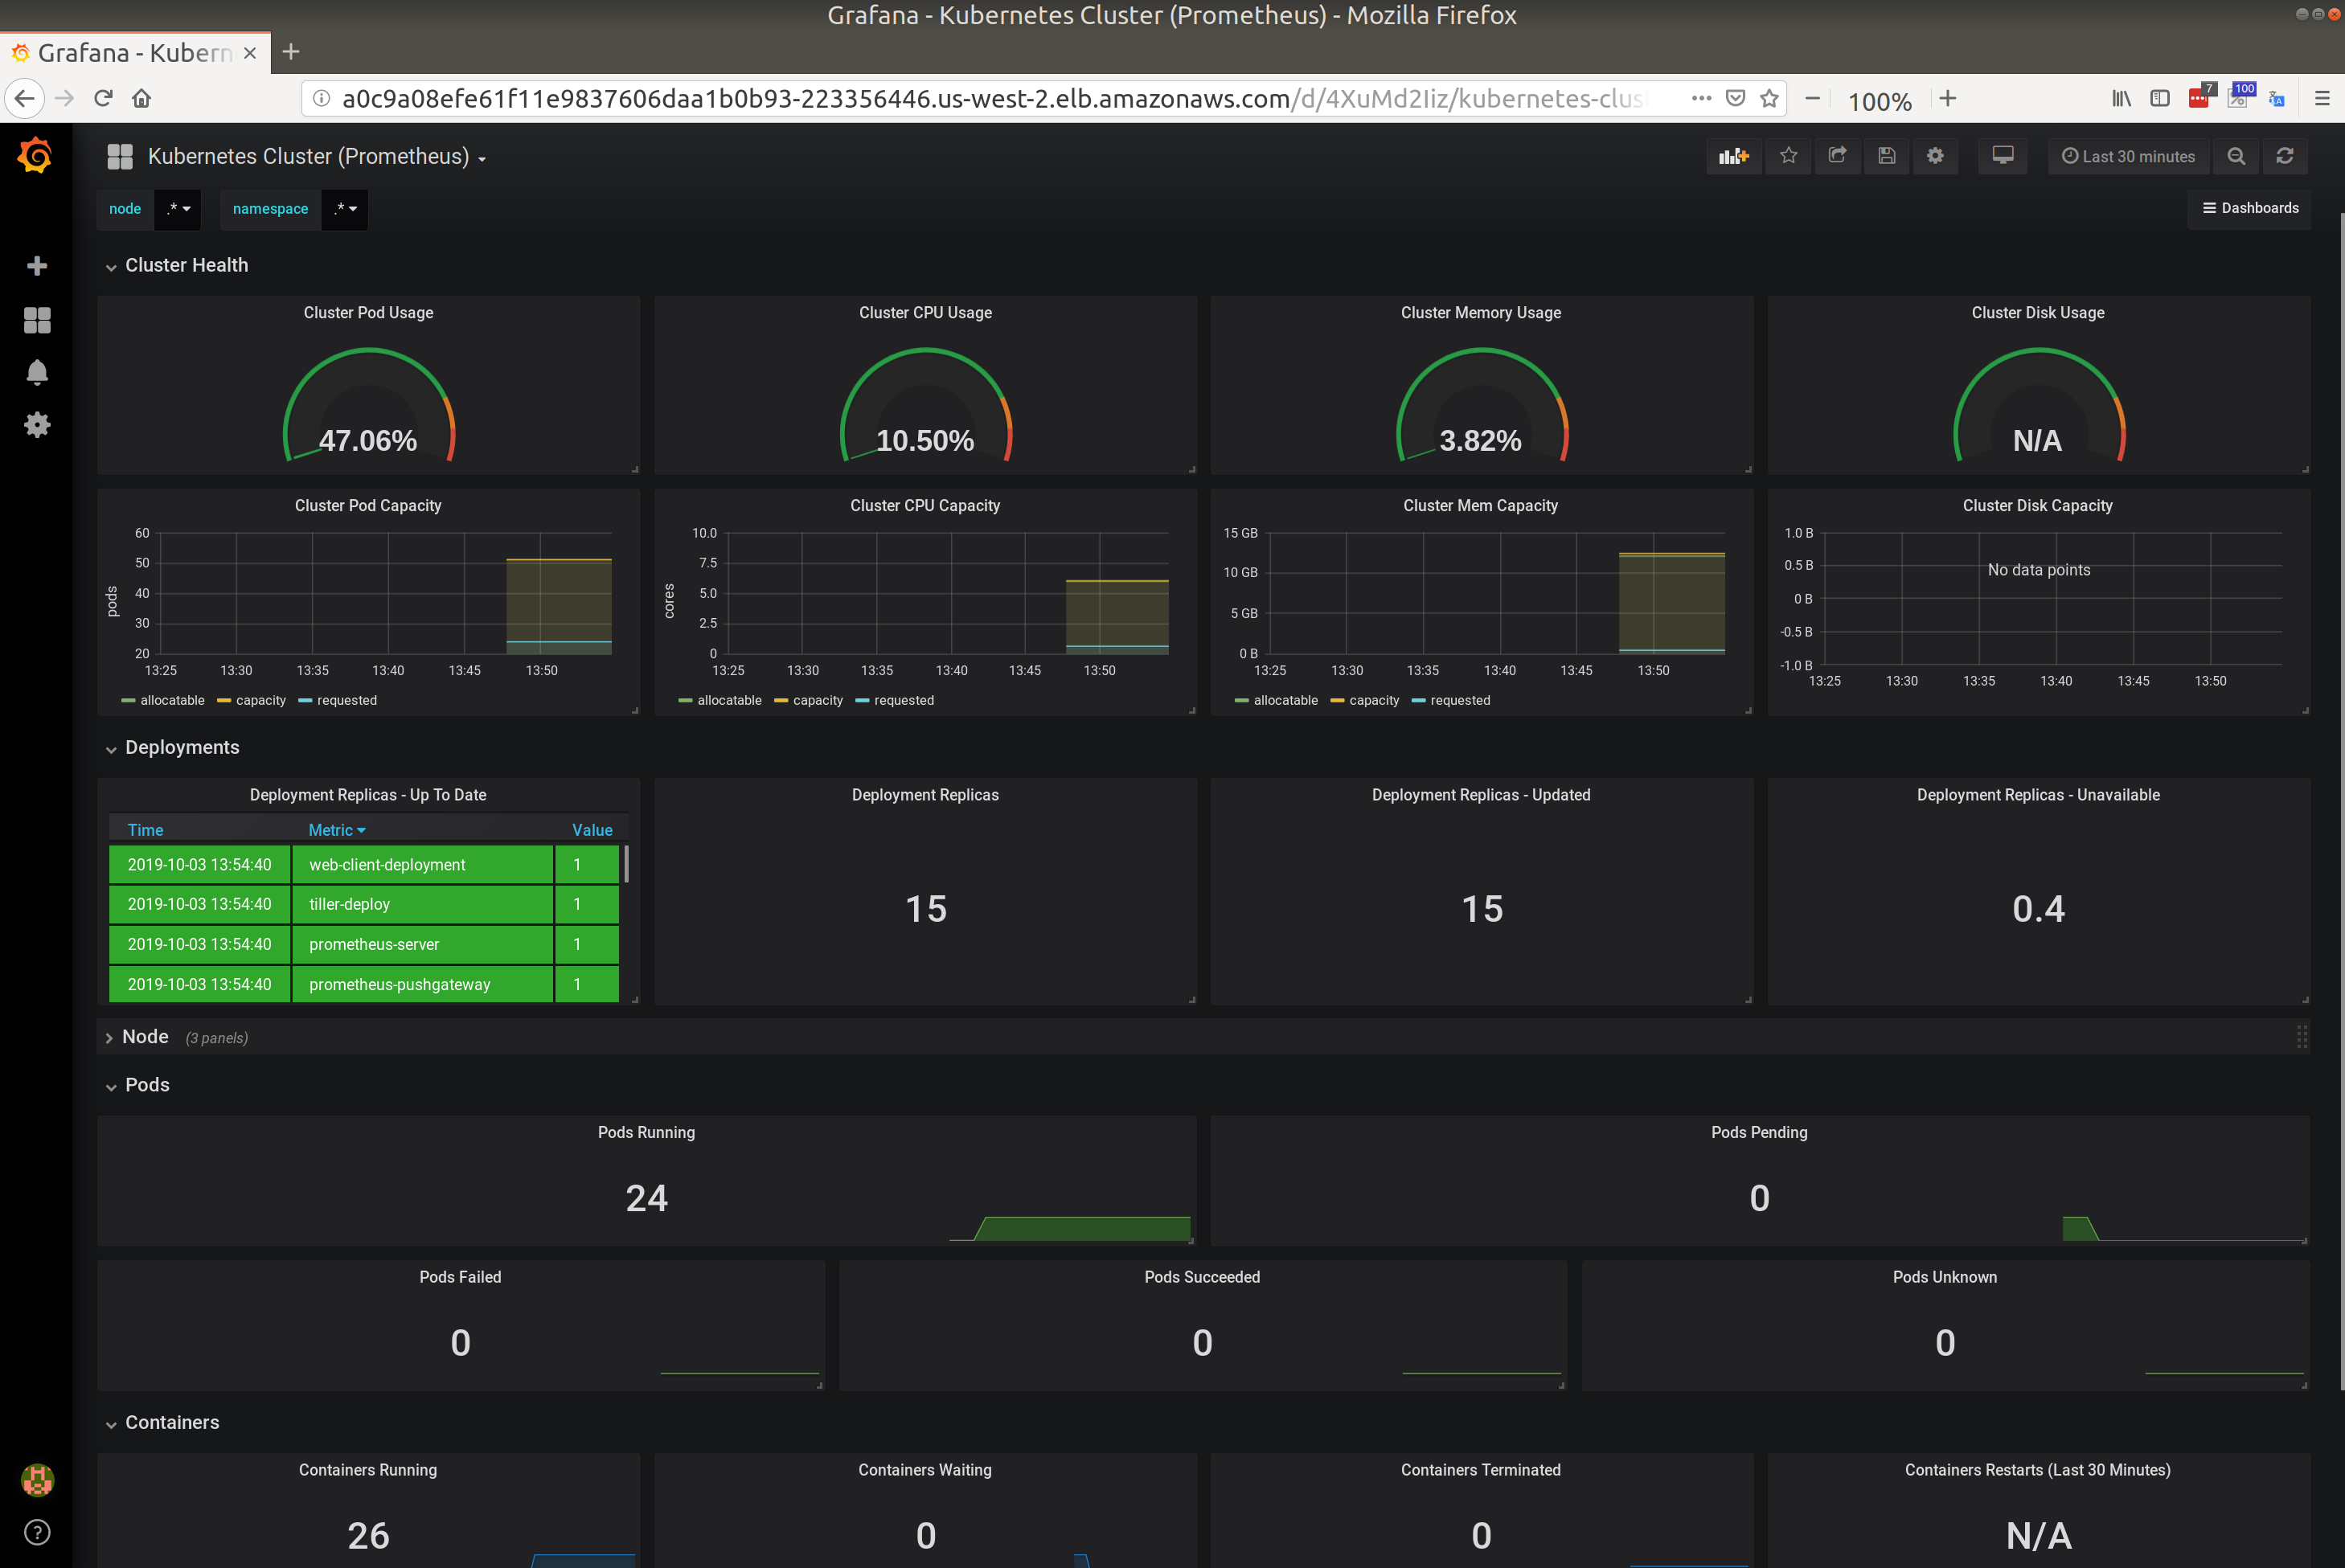 Grafana - Kubernetes Cluster (Prometheus) - Mozilla Firefox
Grafana - Kubern
a0c9a08efe61f11e9837606daa1b0b93-223356446.us-west-2.elb.amazonaws.com/d/4XuMd2Iiz/kubernetes-clus
100%
7
100
Kubernetes Cluster (Prometheus)
Last 30 minutes
node .* namespace .*
Dashboards
Cluster Health
Cluster Pod Usage
47.06%
Cluster CPU Usage
10.50%
Cluster Memory Usage
3.82%
Cluster Disk Usage
N/A
Cluster Pod Capacity
pods
60
50
40
30
20
13:25 13:30 13:35 13:40 13:45 13:50
allocatable capacity requested
Cluster CPU Capacity
cores
10.0
7.5
5.0
2.5
0
13:25 13:30 13:35 13:40 13:45 13:50
allocatable capacity requested
Cluster Mem Capacity
15 GB
10 GB
5 GB
0 B
13:25 13:30 13:35 13:40 13:45 13:50
allocatable capacity requested
Cluster Disk Capacity
1.0 B
0.5 B
0 B
-0.5 B
-1.0 B
No data points
13:25 13:30 13:35 13:40 13:45 13:50
Deployments
Deployment Replicas - Up To Date
Time Metric Value
2019-10-03 13:54:40 web-client-deployment 1
2019-10-03 13:54:40 tiller-deploy 1
2019-10-03 13:54:40 prometheus-server 1
2019-10-03 13:54:40 prometheus-pushgateway 1
Deployment Replicas
15
Deployment Replicas - Updated
15
Deployment Replicas - Unavailable
0.4
Node (3 panels)
Pods
Pods Running
24
Pods Pending
0
Pods Failed
0
Pods Succeeded
0
Pods Unknown
0
Containers
Containers Running
26
Containers Waiting
0
Containers Terminated
0
Containers Restarts (Last 30 Minutes)
N/A